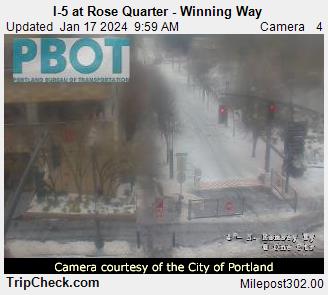 I-5 at Rose Quarter - Winning Way
Updated Jan 17 2024 9:59 AM Camera 4
PBOT
PORTLAND BUREAU OF TRANSPORTATION
Camera courtesy of the City of Portland
TripCheck.com Milepost302.00